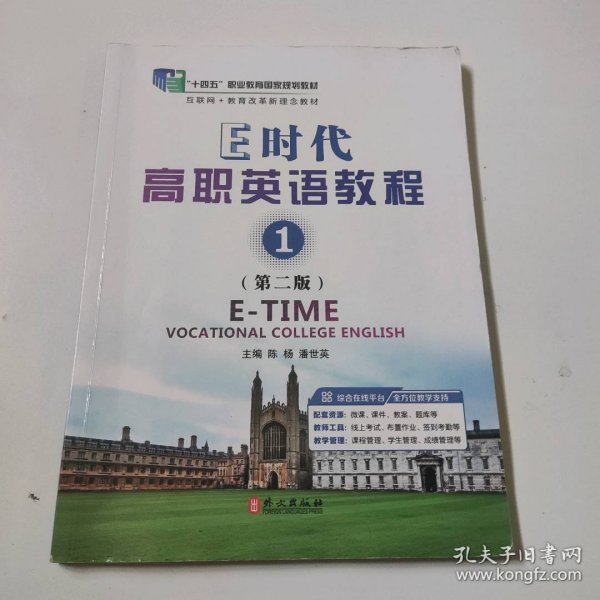 "十四五"职业教育国家规划教材
互联网+教育改革新理念教材
E时代
高职英语教程
1
（第二版）
E-TIME
VOCATIONAL COLLEGE ENGLISH
主编 陈 杨 潘世英
综合在线平台 全方位教学支持
配套资源：微课、课件、教案、题库等
教师工具：线上考试、布置作业、签到考勤等
教学管理：课程管理、学生管理、成绩管理等
外文出版社
FOREIGN LANGUAGES PRESS
孔夫子旧书网
www.kongfz.com